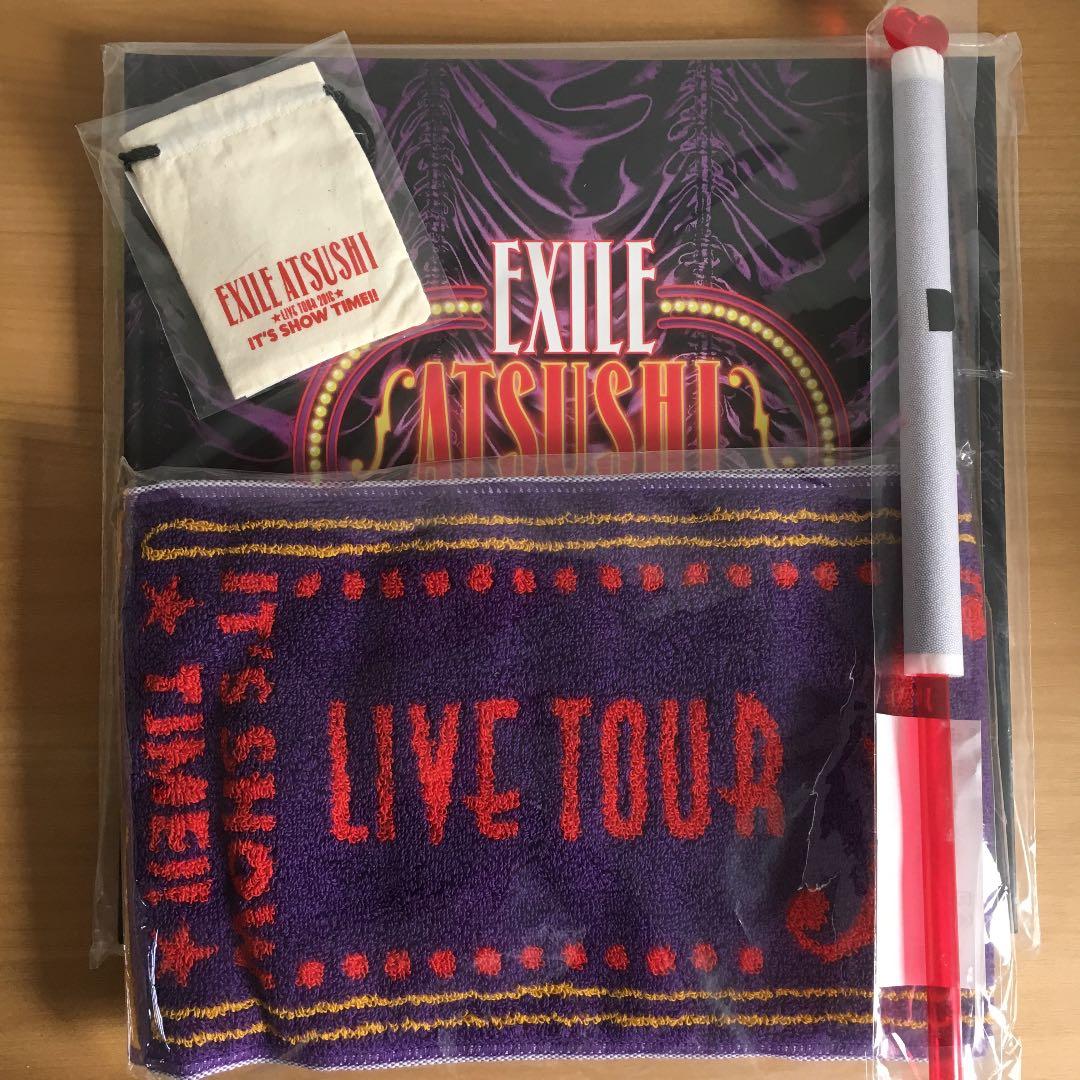 EXILE ATSUSHI
★LIVE TOUR 2016★
IT'S SHOW TIME!!
EXILE
ATSUSHI
★ TIME!! ★
IT'S SHOW
LIVE TOUR